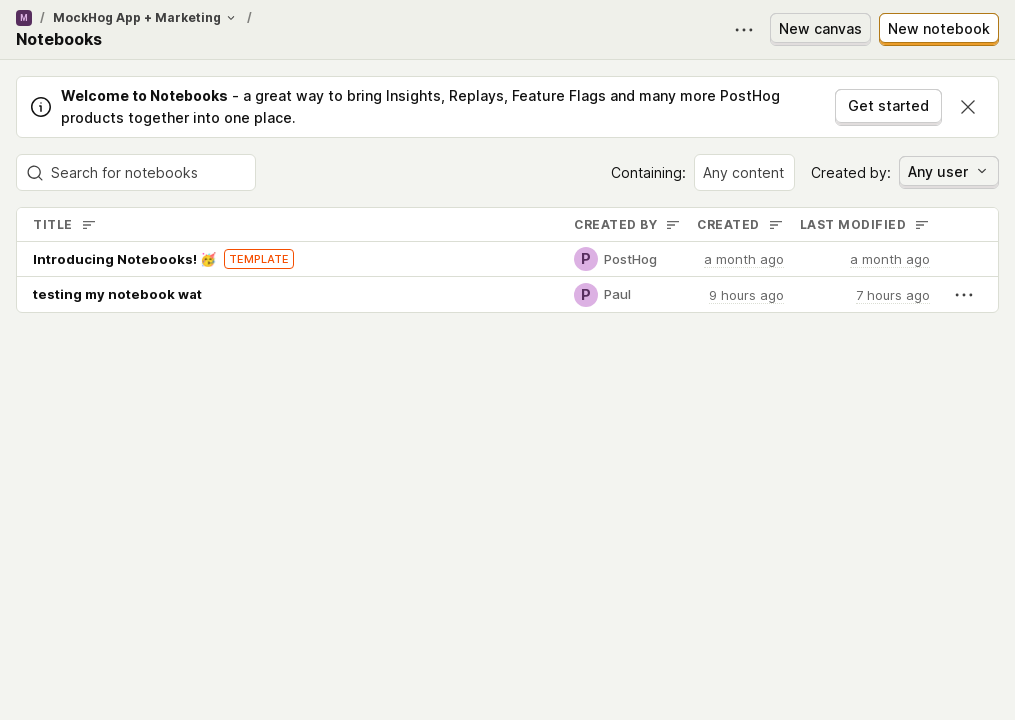 M / MockHog App + Marketing /
Notebooks
New canvas
New notebook
Welcome to Notebooks - a great way to bring Insights, Replays, Feature Flags and many more PostHog
products together into one place.
Get started
Search for notebooks
Containing: Any content
Created by: Any user
TITLE CREATED BY CREATED LAST MODIFIED
Introducing Notebooks! 🥳 TEMPLATE P PostHog a month ago a month ago
testing my notebook wat P Paul 9 hours ago 7 hours ago